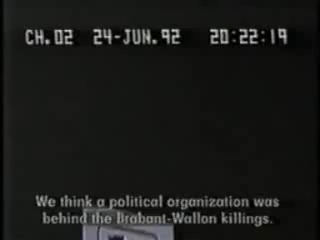 CH.02 24-JUN.92 20:22:19
We think a political organization was
behind the Brabant-Wallon killings.